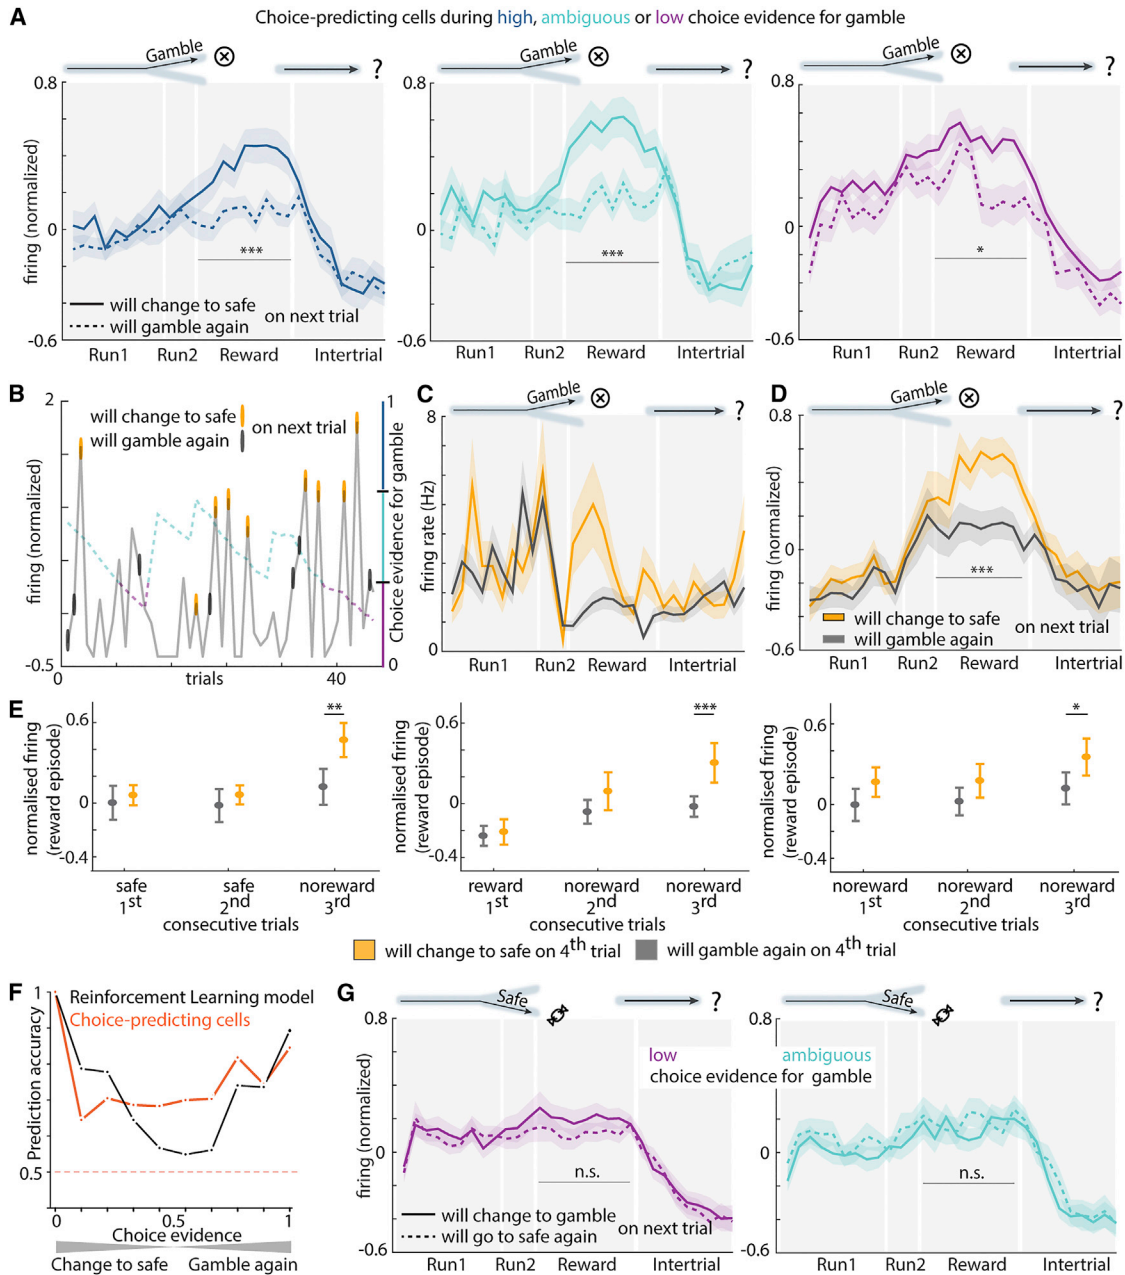 A
Choice-predicting cells during high, ambiguous or low choice evidence for gamble
Gamble
?
Gamble
?
Gamble
?
0.8
0
-0.6
firing (normalized)
***
will change to safe
will gamble again
on next trial
Run1 Run2 Reward Intertrial
0.8
0
-0.6
***
Run1 Run2 Reward Intertrial
0.8
0
-0.6
*
Run1 Run2 Reward Intertrial
B
2
-0.5
firing (normalized)
will change to safe
will gamble again
on next trial
0 trials 40
1
0
Choice evidence for gamble
C
Gamble
?
8
0
firing rate (Hz)
Run1 Run2 Reward Intertrial
D
Gamble
?
0.8
0
-0.6
firing (normalized)
***
will change to safe
will gamble again
on next trial
Run1 Run2 Reward Intertrial
E
normalised firing
(reward episode)
0.6
0
-0.4
**
safe safe noreward
1st 2nd 3rd
consecutive trials
normalised firing
(reward episode)
0.6
0
-0.4
***
reward noreward noreward
1st 2nd 3rd
consecutive trials
normalised firing
(reward episode)
0.6
0
-0.4
*
noreward noreward noreward
1st 2nd 3rd
consecutive trials
will change to safe on 4th trial will gamble again on 4th trial
F
1
0.5
Prediction accuracy
Reinforcement Learning model
Choice-predicting cells
0 0.5 1
Choice evidence
Change to safe Gamble again
G
Safe
?
0.8
0
-0.6
firing (normalized)
low ambiguous
choice evidence for gamble
n.s.
will change to gamble
will go to safe again
on next trial
Run1 Run2 Reward Intertrial
Safe
?
0.8
0
-0.6
n.s.
Run1 Run2 Reward Intertrial